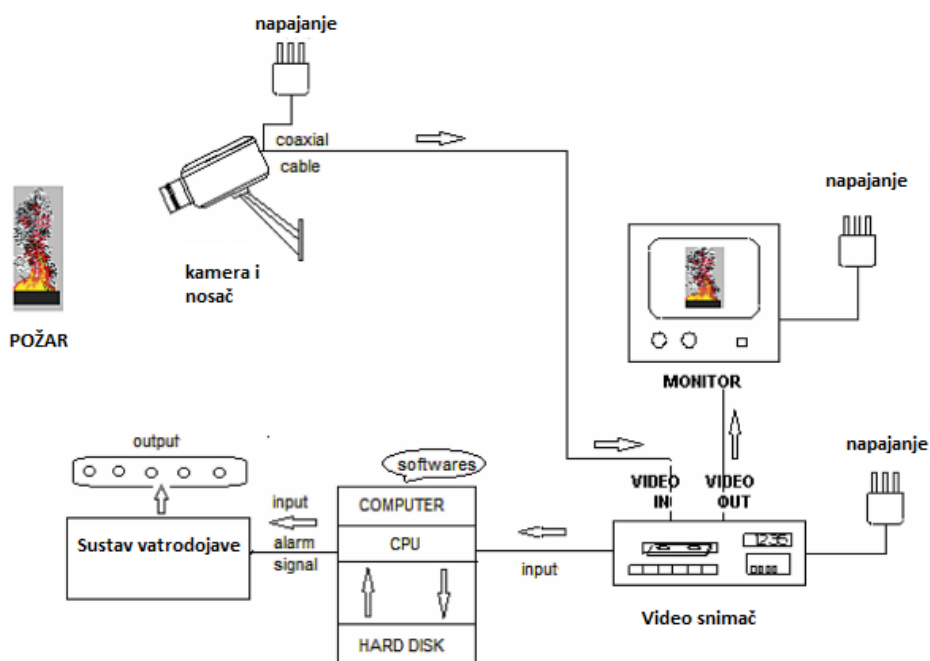 napajanje
coaxial
cable
napajanje
kamera i
nosač
POŽAR
MONITOR
output
softwares
napajanje
VIDEO
IN
VIDEO
OUT
input
alarm
signal
COMPUTER
CPU
HARD DISK
Sustav vatrodojave
input
12:35
Video snimač